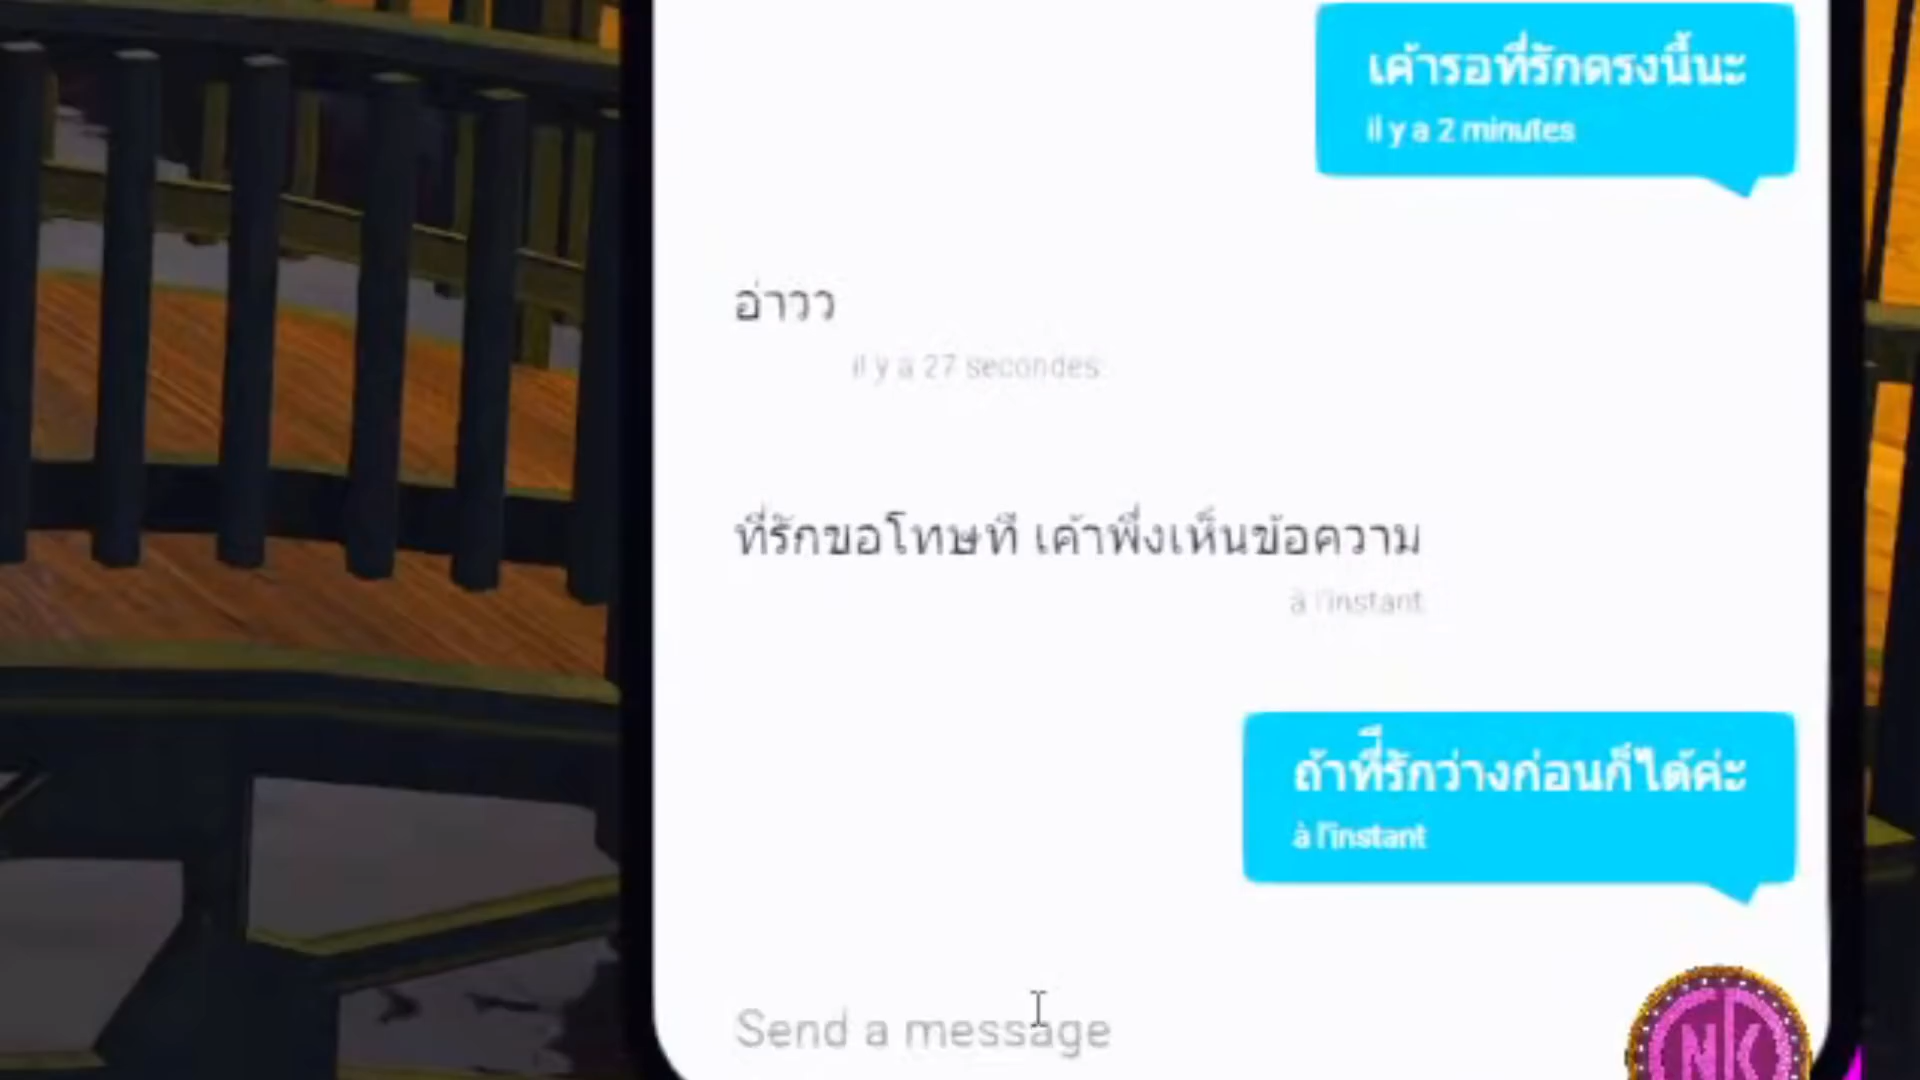 เค้ารอที่รักตรงนี้นะ
il y a 2 minutes
อ่าวว
il y a 27 secondes
ที่รักขอโทษที เค้าพึ่งเห็นข้อความ
à l'instant
ถ้าที่ีรักว่างก่อนก็ได้ค่ะ
à l'instant
Send a message
NK